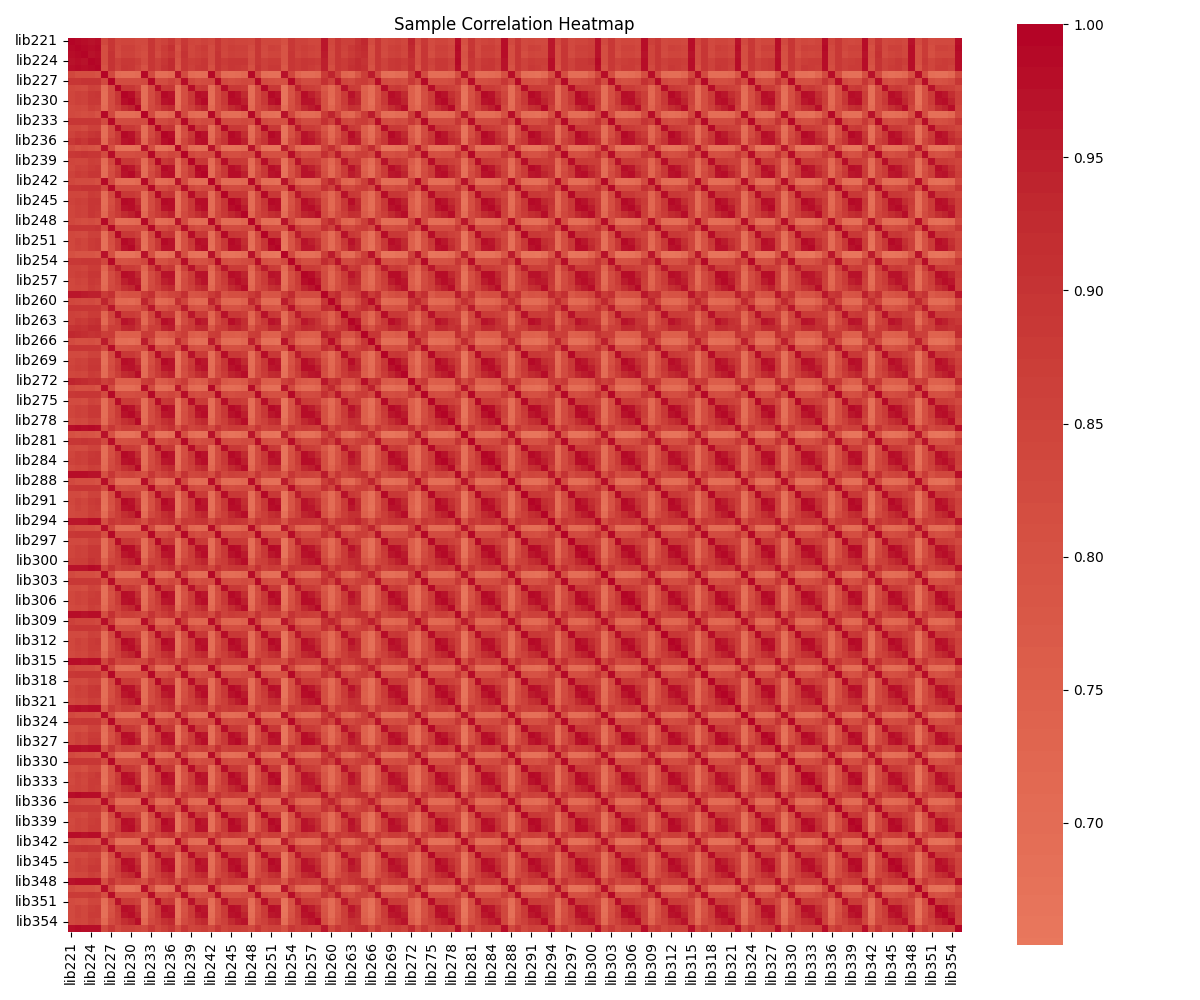 Sample Correlation Heatmap
lib221
lib224
lib227
lib230
lib233
lib236
lib239
lib242
lib245
lib248
lib251
lib254
lib257
lib260
lib263
lib266
lib269
lib272
lib275
lib278
lib281
lib284
lib288
lib291
lib294
lib297
lib300
lib303
lib306
lib309
lib312
lib315
lib318
lib321
lib324
lib327
lib330
lib333
lib336
lib339
lib342
lib345
lib348
lib351
lib354
lib221
lib224
lib227
lib230
lib233
lib236
lib239
lib242
lib245
lib248
lib251
lib254
lib257
lib260
lib263
lib266
lib269
lib272
lib275
lib278
lib281
lib284
lib288
lib291
lib294
lib297
lib300
lib303
lib306
lib309
lib312
lib315
lib318
lib321
lib324
lib327
lib330
lib333
lib336
lib339
lib342
lib345
lib348
lib351
lib354
1.00
0.95
0.90
0.85
0.80
0.75
0.70